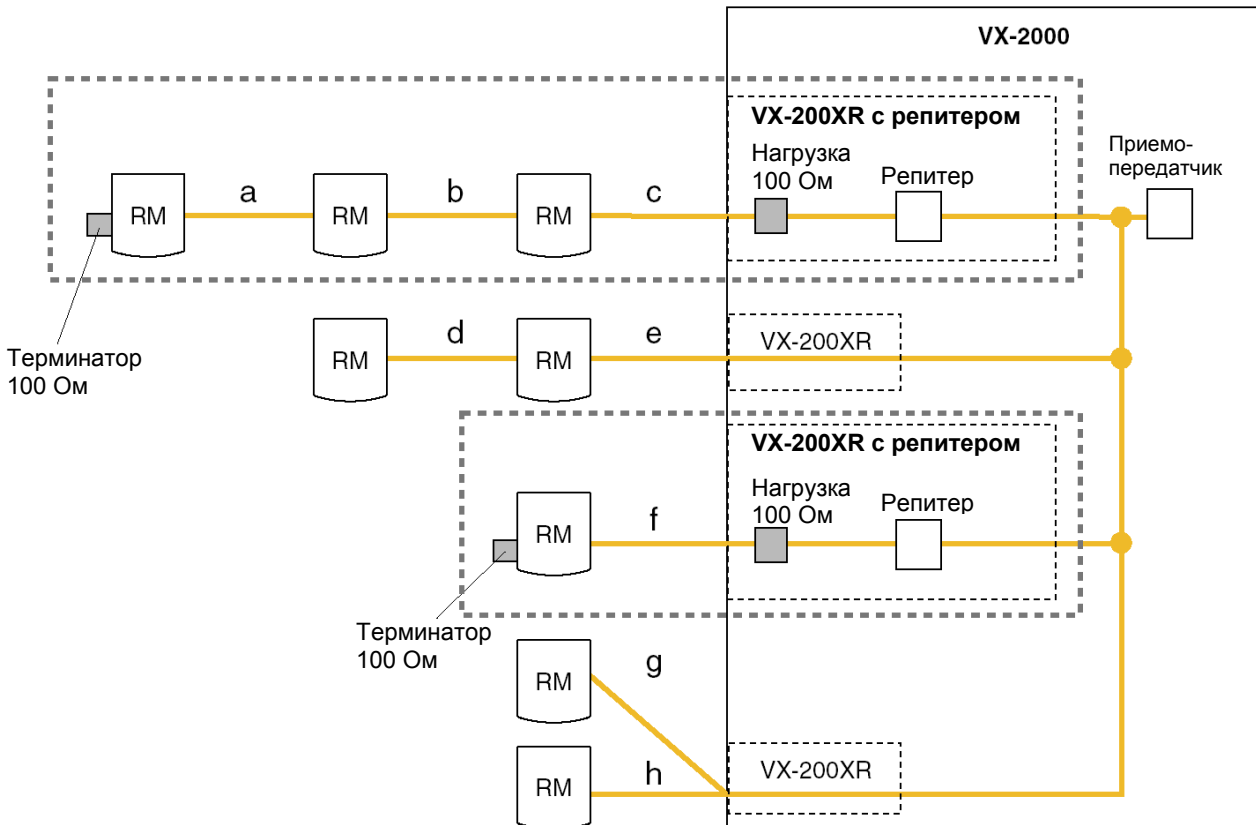 VX-2000
VX-200XR с репитером
Нагрузка
100 Ом
Репитер
Приемо-
передатчик
RM
a
RM
b
RM
c
Терминатор
100 Ом
RM
d
RM
e
VX-200XR
VX-200XR с репитером
Нагрузка
100 Ом
Репитер
RM
f
Терминатор
100 Ом
RM
g
RM
h
VX-200XR